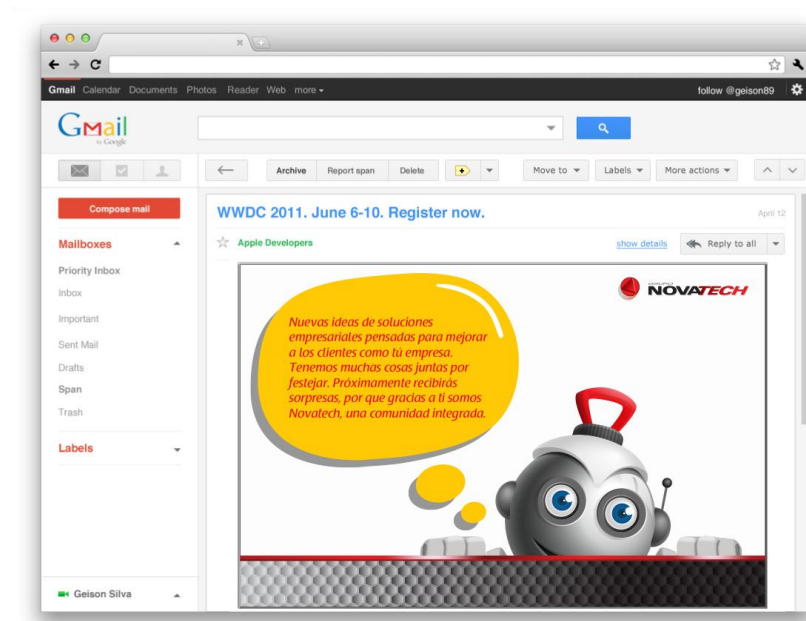 Gmail Calendar Documents Photos Reader Web more
follow @geison89
Gmail
by Google
Archive Report span Delete Move to Labels More actions
Compose mail
WWDC 2011. June 6-10. Register now.
April 12
Mailboxes
Apple Developers
show details
Reply to all
Priority Inbox
Inbox
Important
Sent Mail
Drafts
Span
Trash
Labels
Geison Silva
NOVATECH
Nuevas ideas de soluciones
empresariales pensadas para mejorar
a los clientes como tú empresa.
Tenemos muchas cosas juntas por
festejar. Próximamente recibirás
sorpresas, por que gracias a ti somos
Novatech, una comunidad integrada.